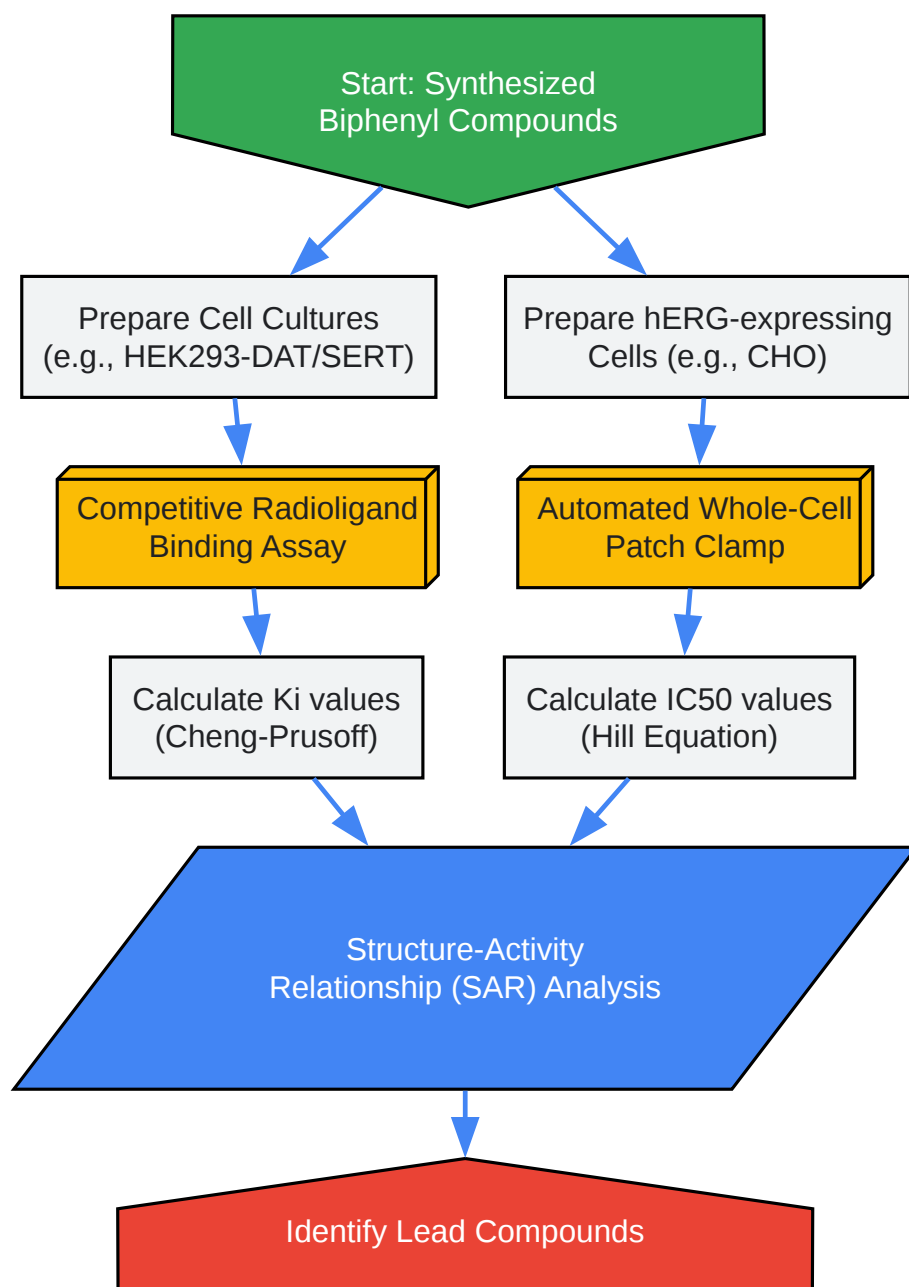 Start: Synthesized
Biphenyl Compounds
Prepare Cell Cultures
(e.g., HEK293-DAT/SERT)
Prepare hERG-expressing
Cells (e.g., CHO)
Competitive Radioligand
Binding Assay
Automated Whole-Cell
Patch Clamp
Calculate Ki values
(Cheng-Prusoff)
Calculate IC50 values
(Hill Equation)
Structure-Activity
Relationship (SAR) Analysis
Identify Lead Compounds